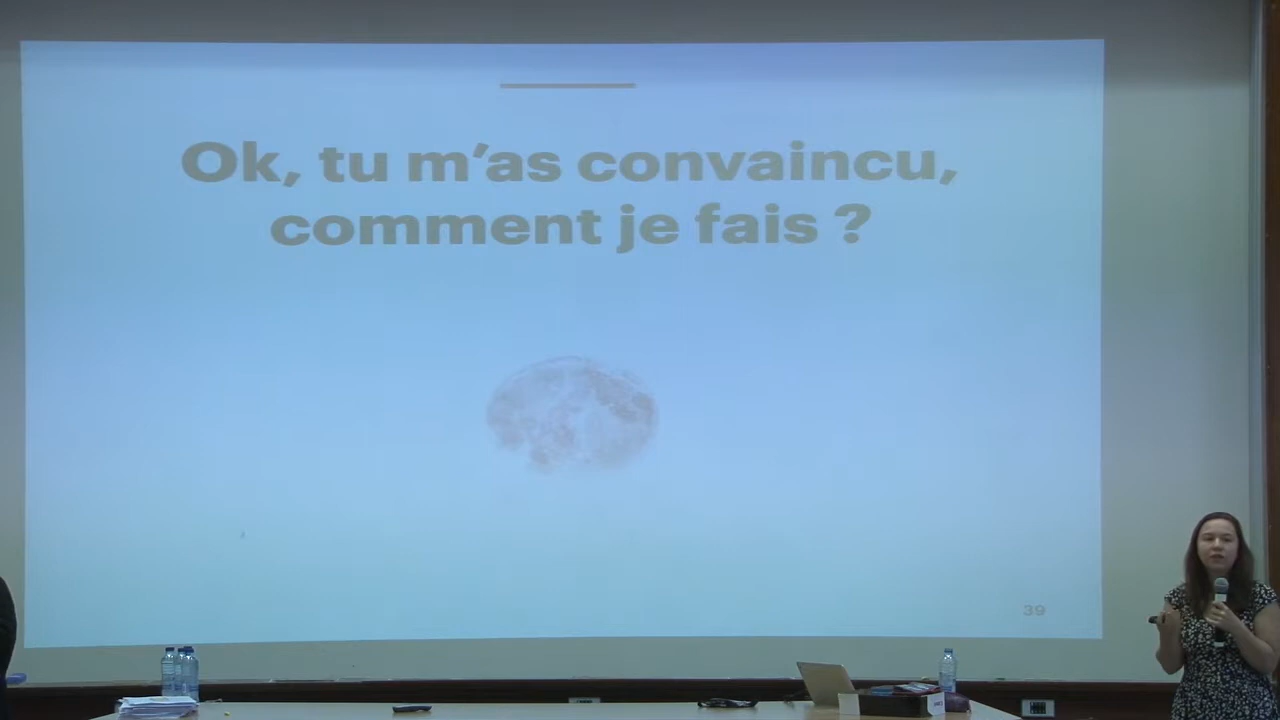 Ok, tu m'as convaincu,
comment je fais ?
39